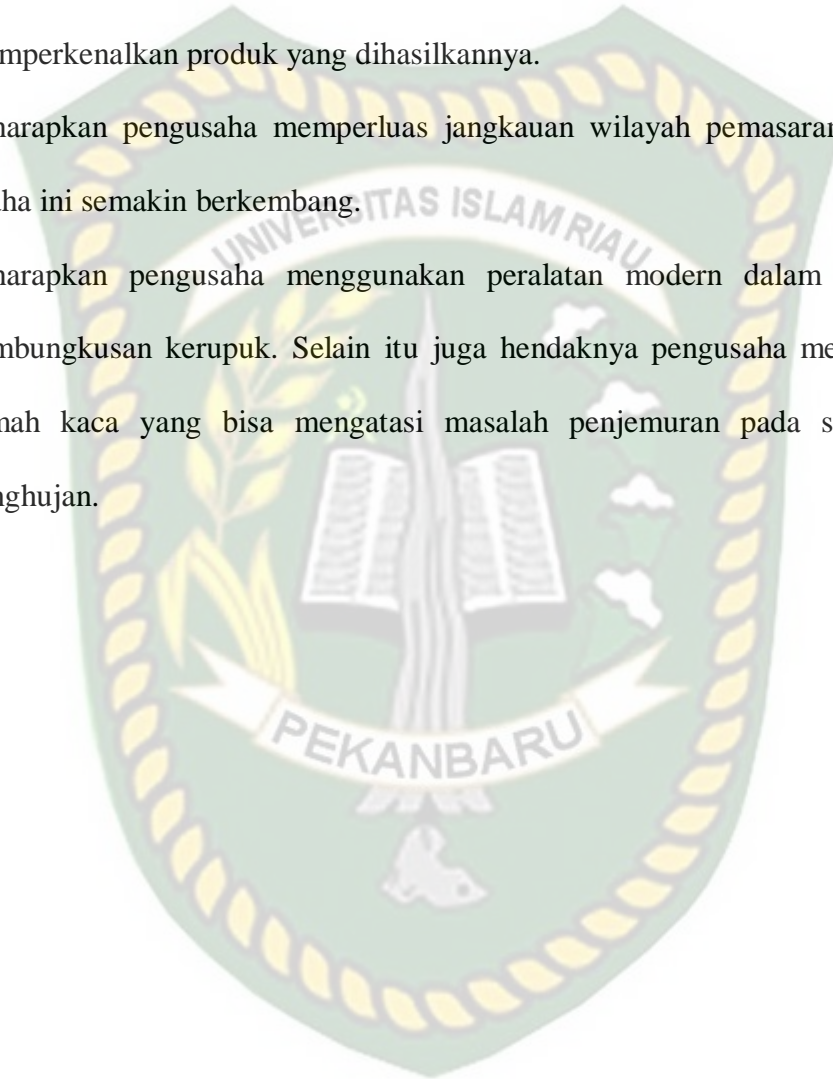 mperkenalkan produk yang dihasilkannya.
harapkan pengusaha memperluas jangkauan wilayah pemasaran
ha ini semakin berkembang.
UNIVERSITAS ISLAM RIAU
harapkan pengusaha menggunakan peralatan modern dalam
mbungkusan kerupuk. Selain itu juga hendaknya pengusaha me
mah kaca yang bisa mengatasi masalah penjemuran pada s
nghujan.
PEKANBARU